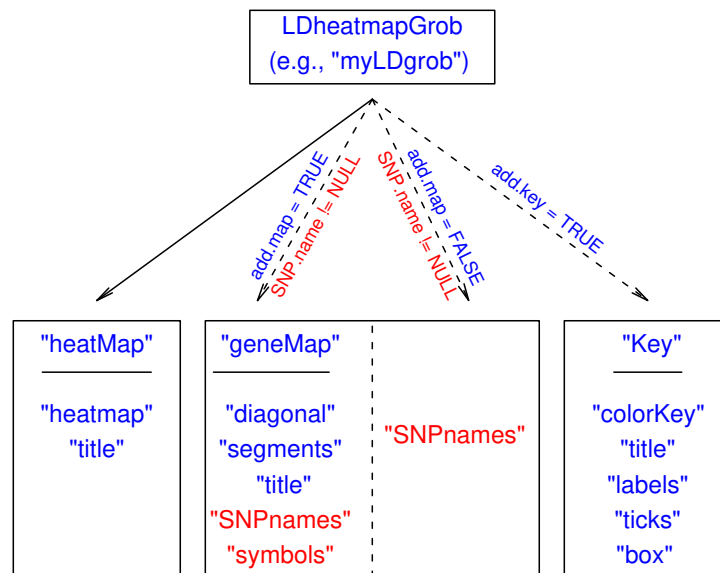 LDheatmapGrob
(e.g., "myLDgrob")
add.map = TRUE
SNP.name != NULL
add.map = FALSE
SNP.name != NULL
add.key = TRUE
"heatMap"
"heatmap"
"title"
"geneMap"
"diagonal"
"segments"
"title"
"SNPnames"
"symbols"
"SNPnames"
"Key"
"colorKey"
"title"
"labels"
"ticks"
"box"